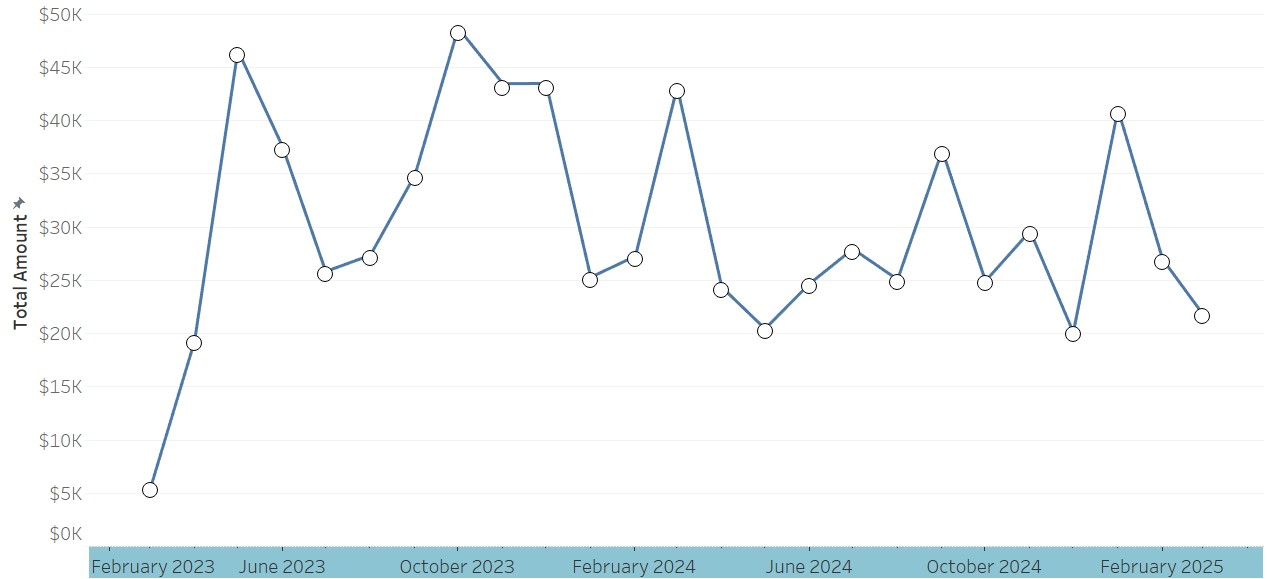 $50K
$45K
$40K
$35K
$30K
$25K
$20K
$15K
$10K
$5K
$0K
Total Amount
February 2023 June 2023 October 2023 February 2024 June 2024 October 2024 February 2025